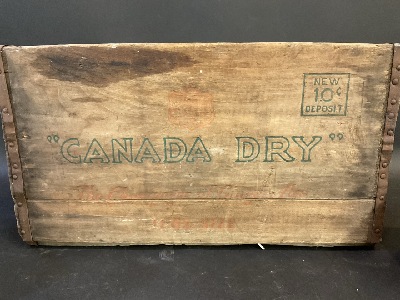 NEW
10¢
DEPOSIT
"CANADA DRY"